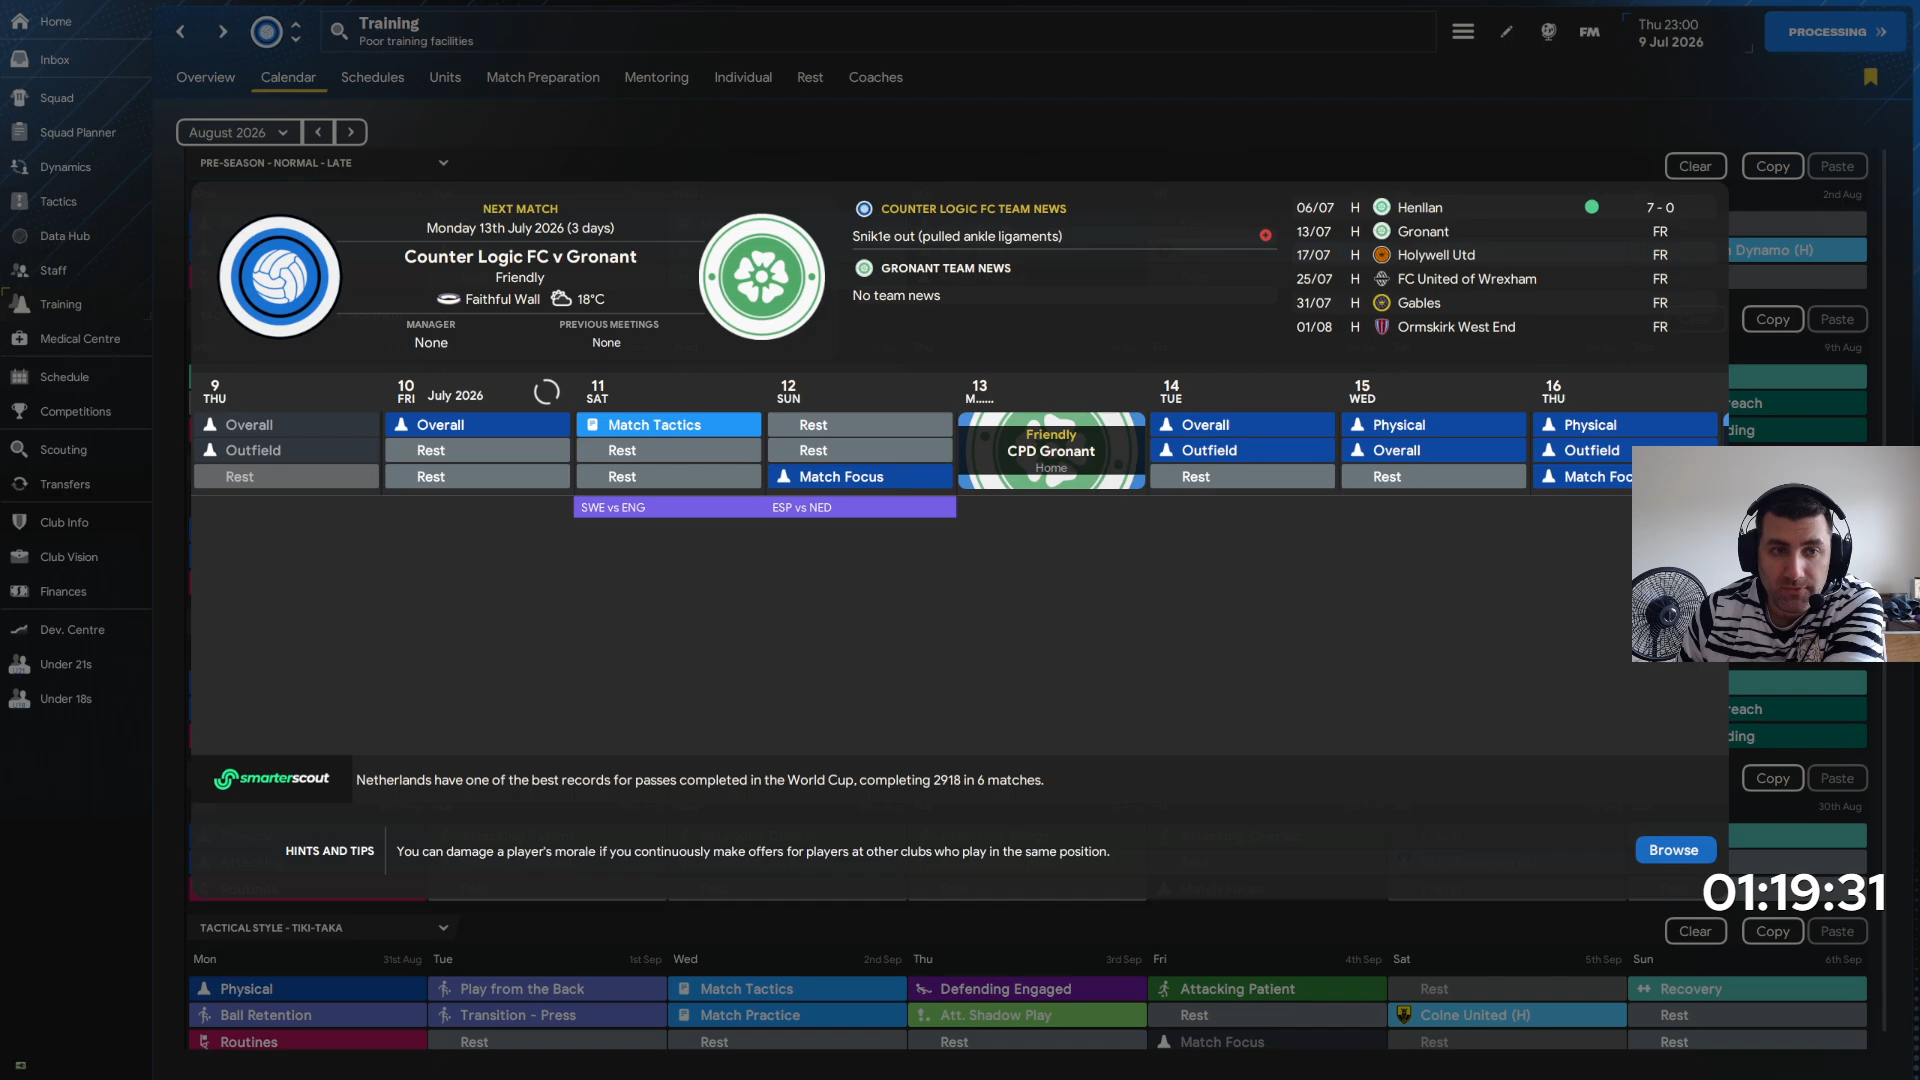 Home
Inbox
Squad
Squad Planner
Dynamics
Tactics
Data Hub
Staff
Training
Medical Centre
Schedule
Competitions
Scouting
Transfers
Club Info
Club Vision
Finances
Dev. Centre
Under 21s
Under 18s
Training
Poor training facilities
FM
Thu 23:00
9 Jul 2026
PROCESSING
Overview Calendar Schedules Units Match Preparation Mentoring Individual Rest Coaches
August 2026
PRE-SEASON - NORMAL - LATE
Clear Copy Paste
2nd Aug
Dynamo (H)
Copy Paste
9th Aug
NEXT MATCH
Monday 13th July 2026 (3 days)
Counter Logic FC v Gronant
Friendly
Faithful Wall 18°C
MANAGER
None
PREVIOUS MEETINGS
None
COUNTER LOGIC FC TEAM NEWS
Snik1e out (pulled ankle ligaments)
GRONANT TEAM NEWS
No team news
06/07 H Henllan 7 - 0
13/07 H Gronant FR
17/07 H Holywell Utd FR
25/07 H FC United of Wrexham FR
31/07 H Gables FR
01/08 H Ormskirk West End FR
9 THU
10 FRI July 2026
11 SAT
12 SUN
13 M......
14 TUE
15 WED
16 THU
Overall Overall Match Tactics Rest Friendly Overall Physical Physical
Outfield Rest Rest Rest CPD Gronant Outfield Overall Outfield
Rest Rest Rest Match Focus Home Rest Rest Match Foc
SWE vs ENG ESP vs NED
each
ding
each
ding
Copy Paste
30th Aug
smarterscout
Netherlands have one of the best records for passes completed in the World Cup, completing 2918 in 6 matches.
HINTS AND TIPS
You can damage a player's morale if you continuously make offers for players at other clubs who play in the same position.
Browse
Routines
01:19:31
TACTICAL STYLE - TIKI-TAKA
Clear Copy Paste
Mon 31st Aug Tue 1st Sep Wed 2nd Sep Thu 3rd Sep Fri 4th Sep Sat 5th Sep Sun 6th Sep
Physical Play from the Back Match Tactics Defending Engaged Attacking Patient Rest Recovery
Ball Retention Transition - Press Match Practice Att. Shadow Play Rest Colne United (H) Rest
Routines Rest Rest Rest Match Focus Rest Rest